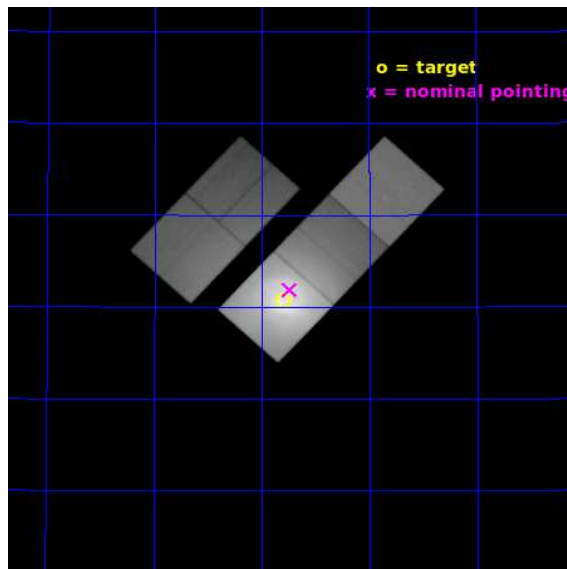 o = target
x = nominal pointing